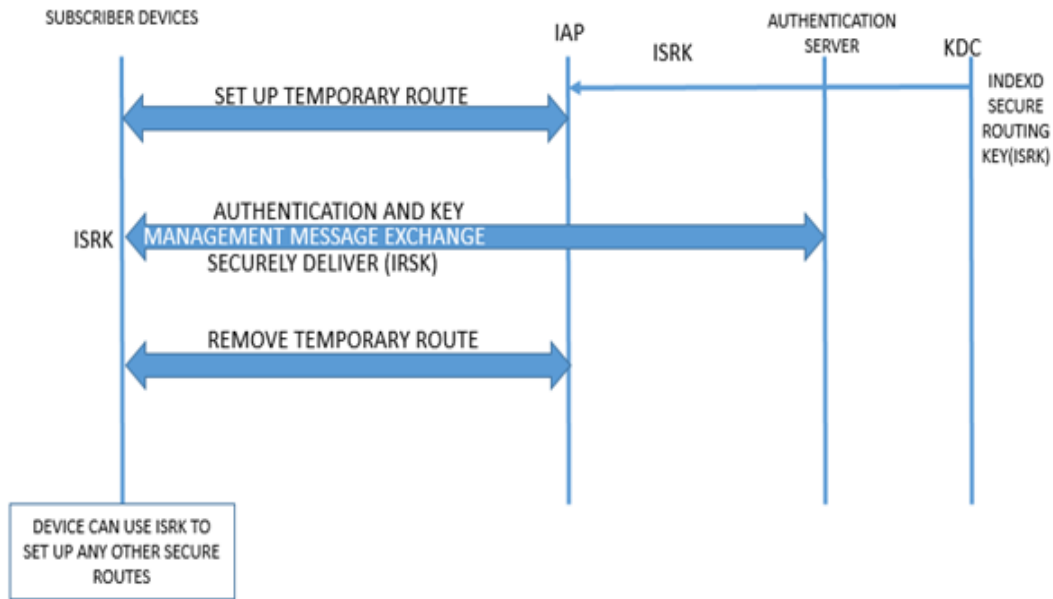 SUBSCRIBER DEVICES
IAP
ISRK
AUTHENTICATION
SERVER
KDC
INDEXD
SECURE
ROUTING
KEY(ISRK)
SET UP TEMPORARY ROUTE
ISRK
AUTHENTICATION AND KEY
MANAGEMENT MESSAGE EXCHANGE
SECURELY DELIVER (IRSK)
REMOVE TEMPORARY ROUTE
DEVICE CAN USE ISRK TO
SET UP ANY OTHER SECURE
ROUTES